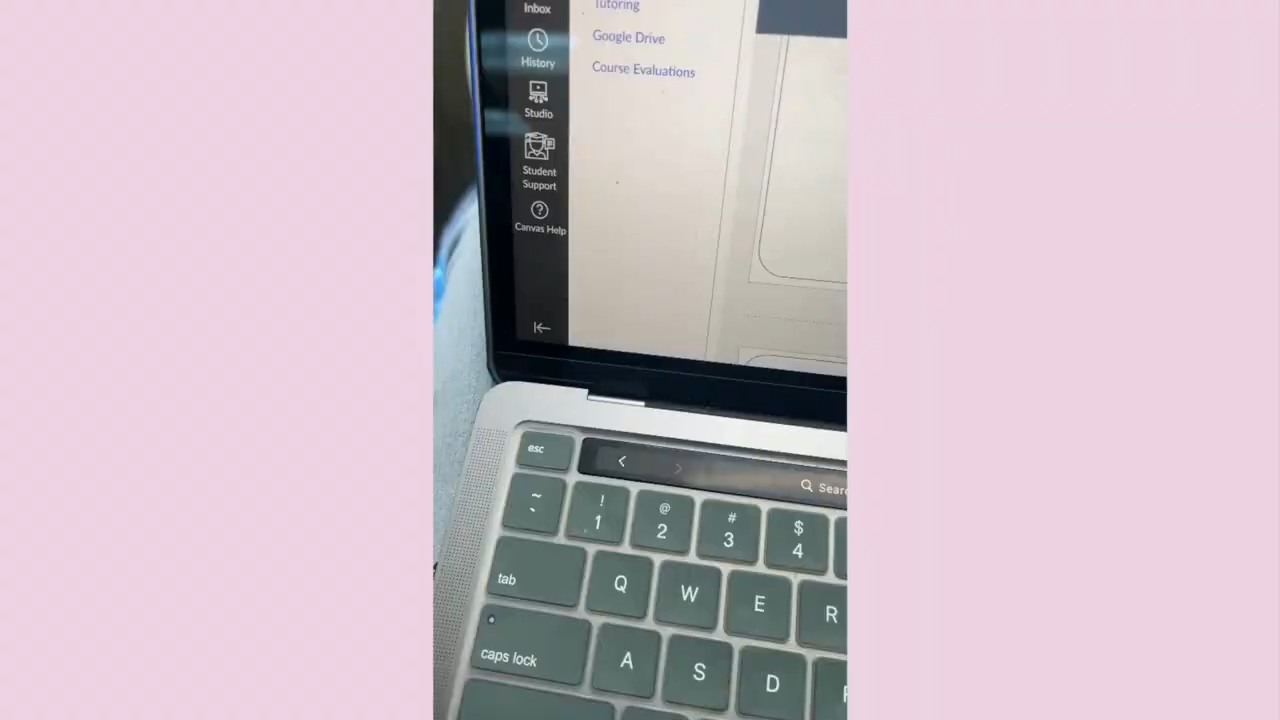 Inbox
Tutoring
Google Drive
History
Course Evaluations
Studio
Student
Support
Canvas Help
esc
Sear
~
`
!
1
@
2
#
3
$
4
tab
Q
W
E
R
caps lock
A
S
D